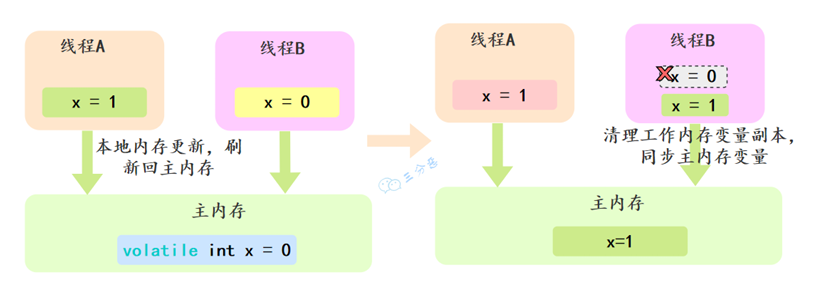 线程A
x = 1
线程B
x = 0
本地内存更新，刷
新回主内存
主内存
volatile int x = 0
三分恶
线程A
x = 1
线程B
x = 0
x = 1
清理工作内存变量副本，
同步主内存变量
主内存
x=1